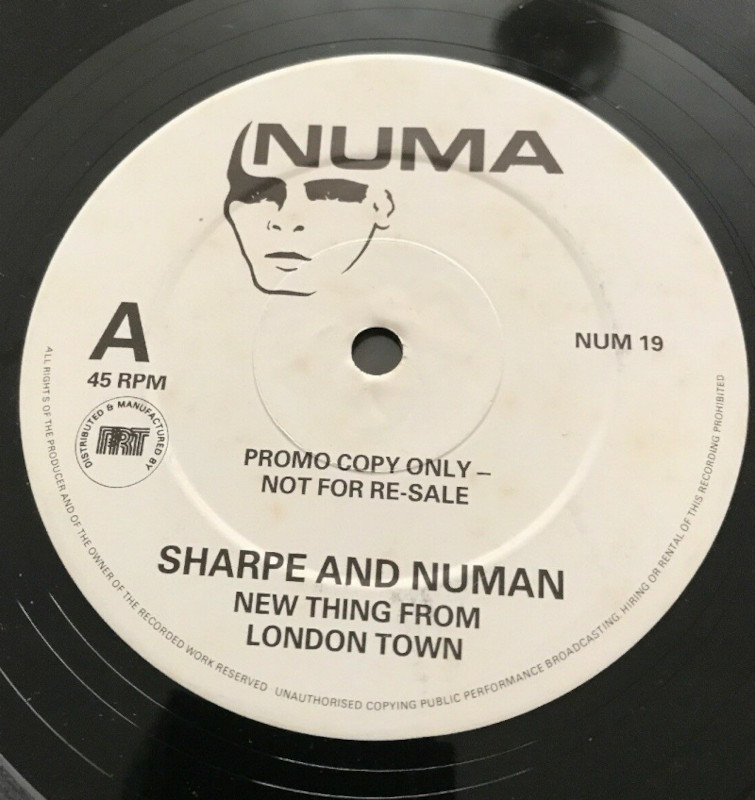 NUMA
A
45 RPM
NUM 19
DISTRIBUTED & MANUFACTURED BY
PRT
PROMO COPY ONLY –
NOT FOR RE-SALE
SHARPE AND NUMAN
NEW THING FROM
LONDON TOWN
ALL RIGHTS OF THE PRODUCER AND OF THE OWNER OF THE RECORDED WORK RESERVED UNAUTHORISED COPYING PUBLIC PERFORMANCE BROADCASTING, HIRING OR RENTAL OF THIS RECORDING PROHIBITED